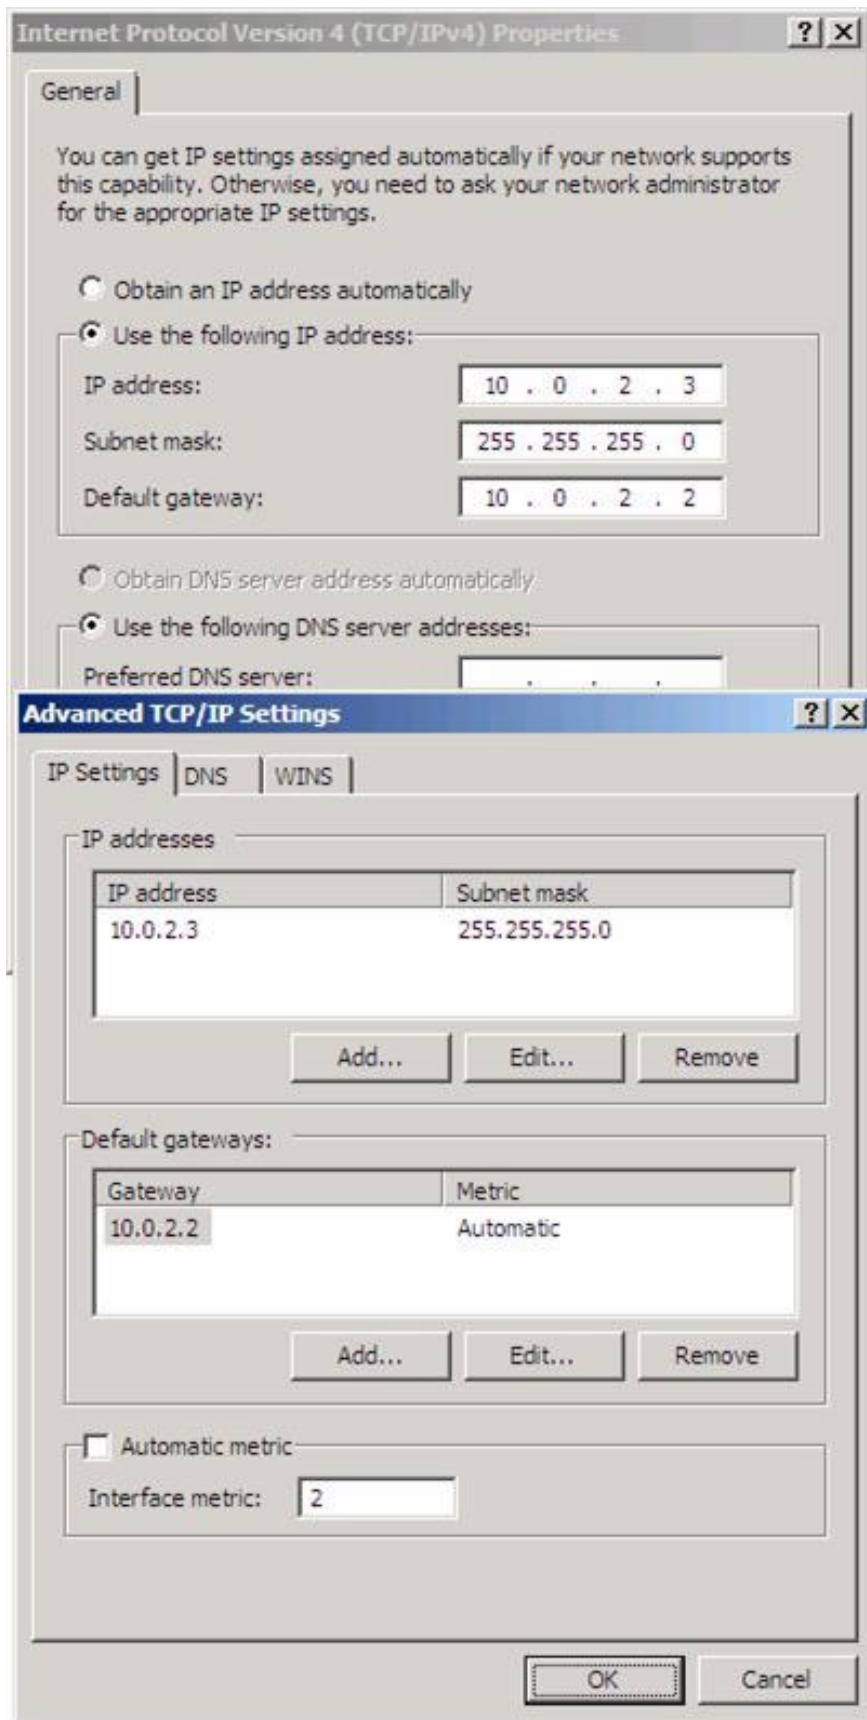 Internet Protocol Version 4 (TCP/IPv4) Properties
General
You can get IP settings assigned automatically if your network supports
this capability. Otherwise, you need to ask your network administrator
for the appropriate IP settings.
Obtain an IP address automatically
Use the following IP address:
IP address: 10 . 0 . 2 . 3
Subnet mask: 255 . 255 . 255 . 0
Default gateway: 10 . 0 . 2 . 2
Obtain DNS server address automatically
Use the following DNS server addresses:
Preferred DNS server: . . .
Advanced TCP/IP Settings
IP Settings DNS WINS
IP addresses
IP address Subnet mask
10.0.2.3 255.255.255.0
Add... Edit... Remove
Default gateways:
Gateway Metric
10.0.2.2 Automatic
Add... Edit... Remove
Automatic metric
Interface metric: 2
OK Cancel